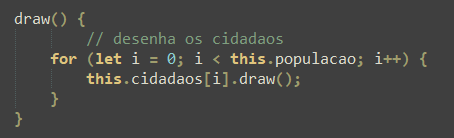 draw() {
// desenha os cidadaos
for (let i = 0; i < this.populacao; i++) {
this.cidadaos[i].draw();
}
}